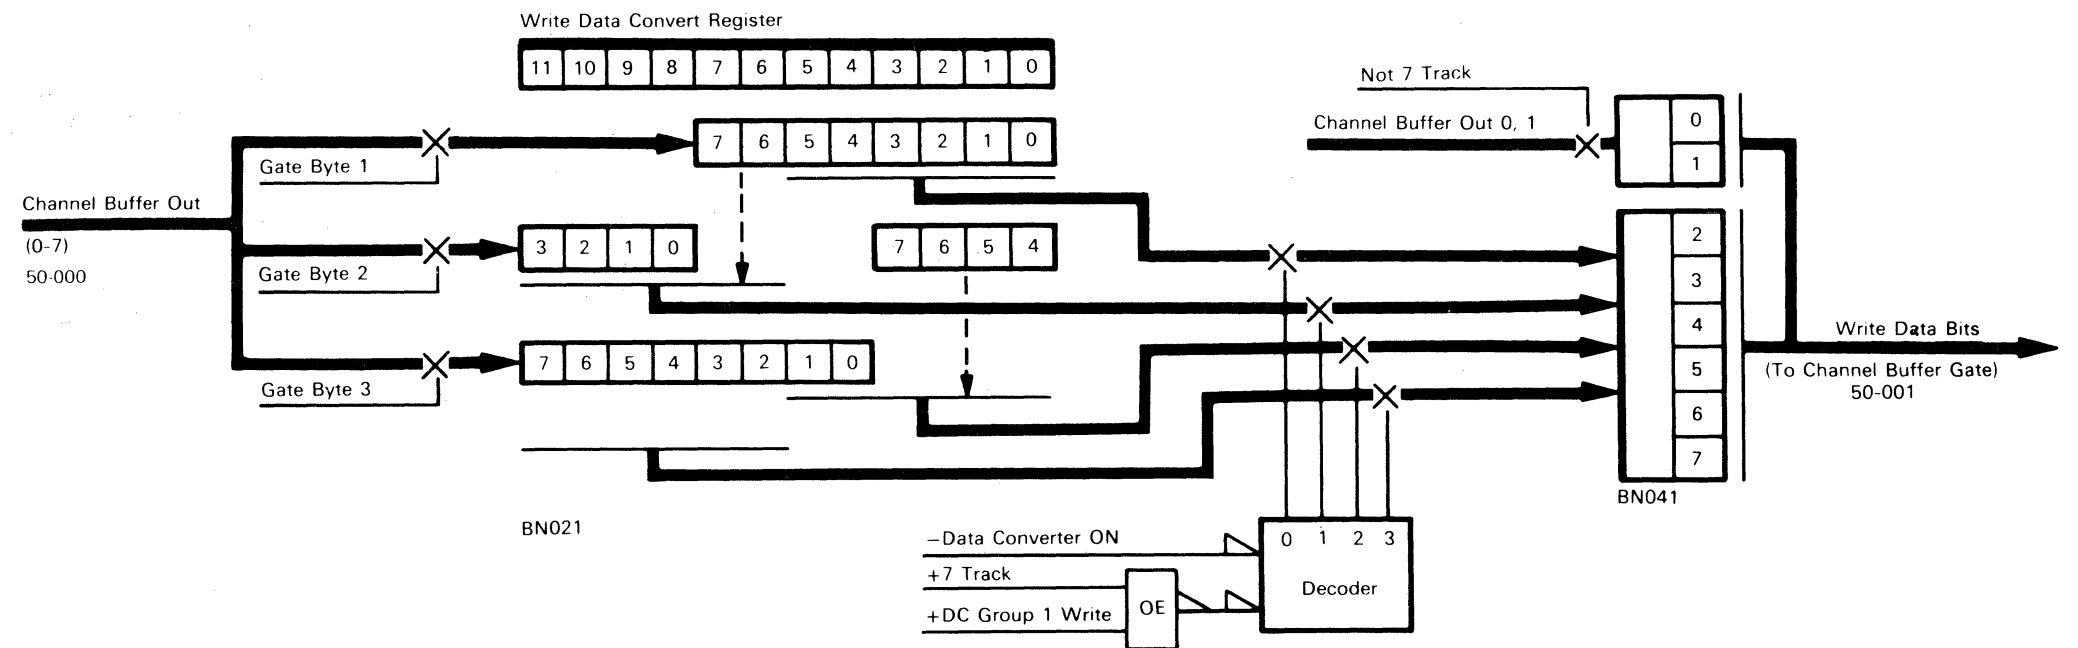 Write Data Convert Register
11 10 9 8 7 6 5 4 3 2 1 0
Not 7 Track
Channel Buffer Out 0, 1
0
1
7 6 5 4 3 2 1 0
Gate Byte 1
Channel Buffer Out
(0-7)
50-000
3 2 1 0
7 6 5 4
Gate Byte 2
7 6 5 4 3 2 1 0
Gate Byte 3
2
3
4
5
6
7
BN041
Write Data Bits
(To Channel Buffer Gate)
50-001
BN021
−Data Converter ON
+7 Track
+DC Group 1 Write
OE
0 1 2 3
Decoder